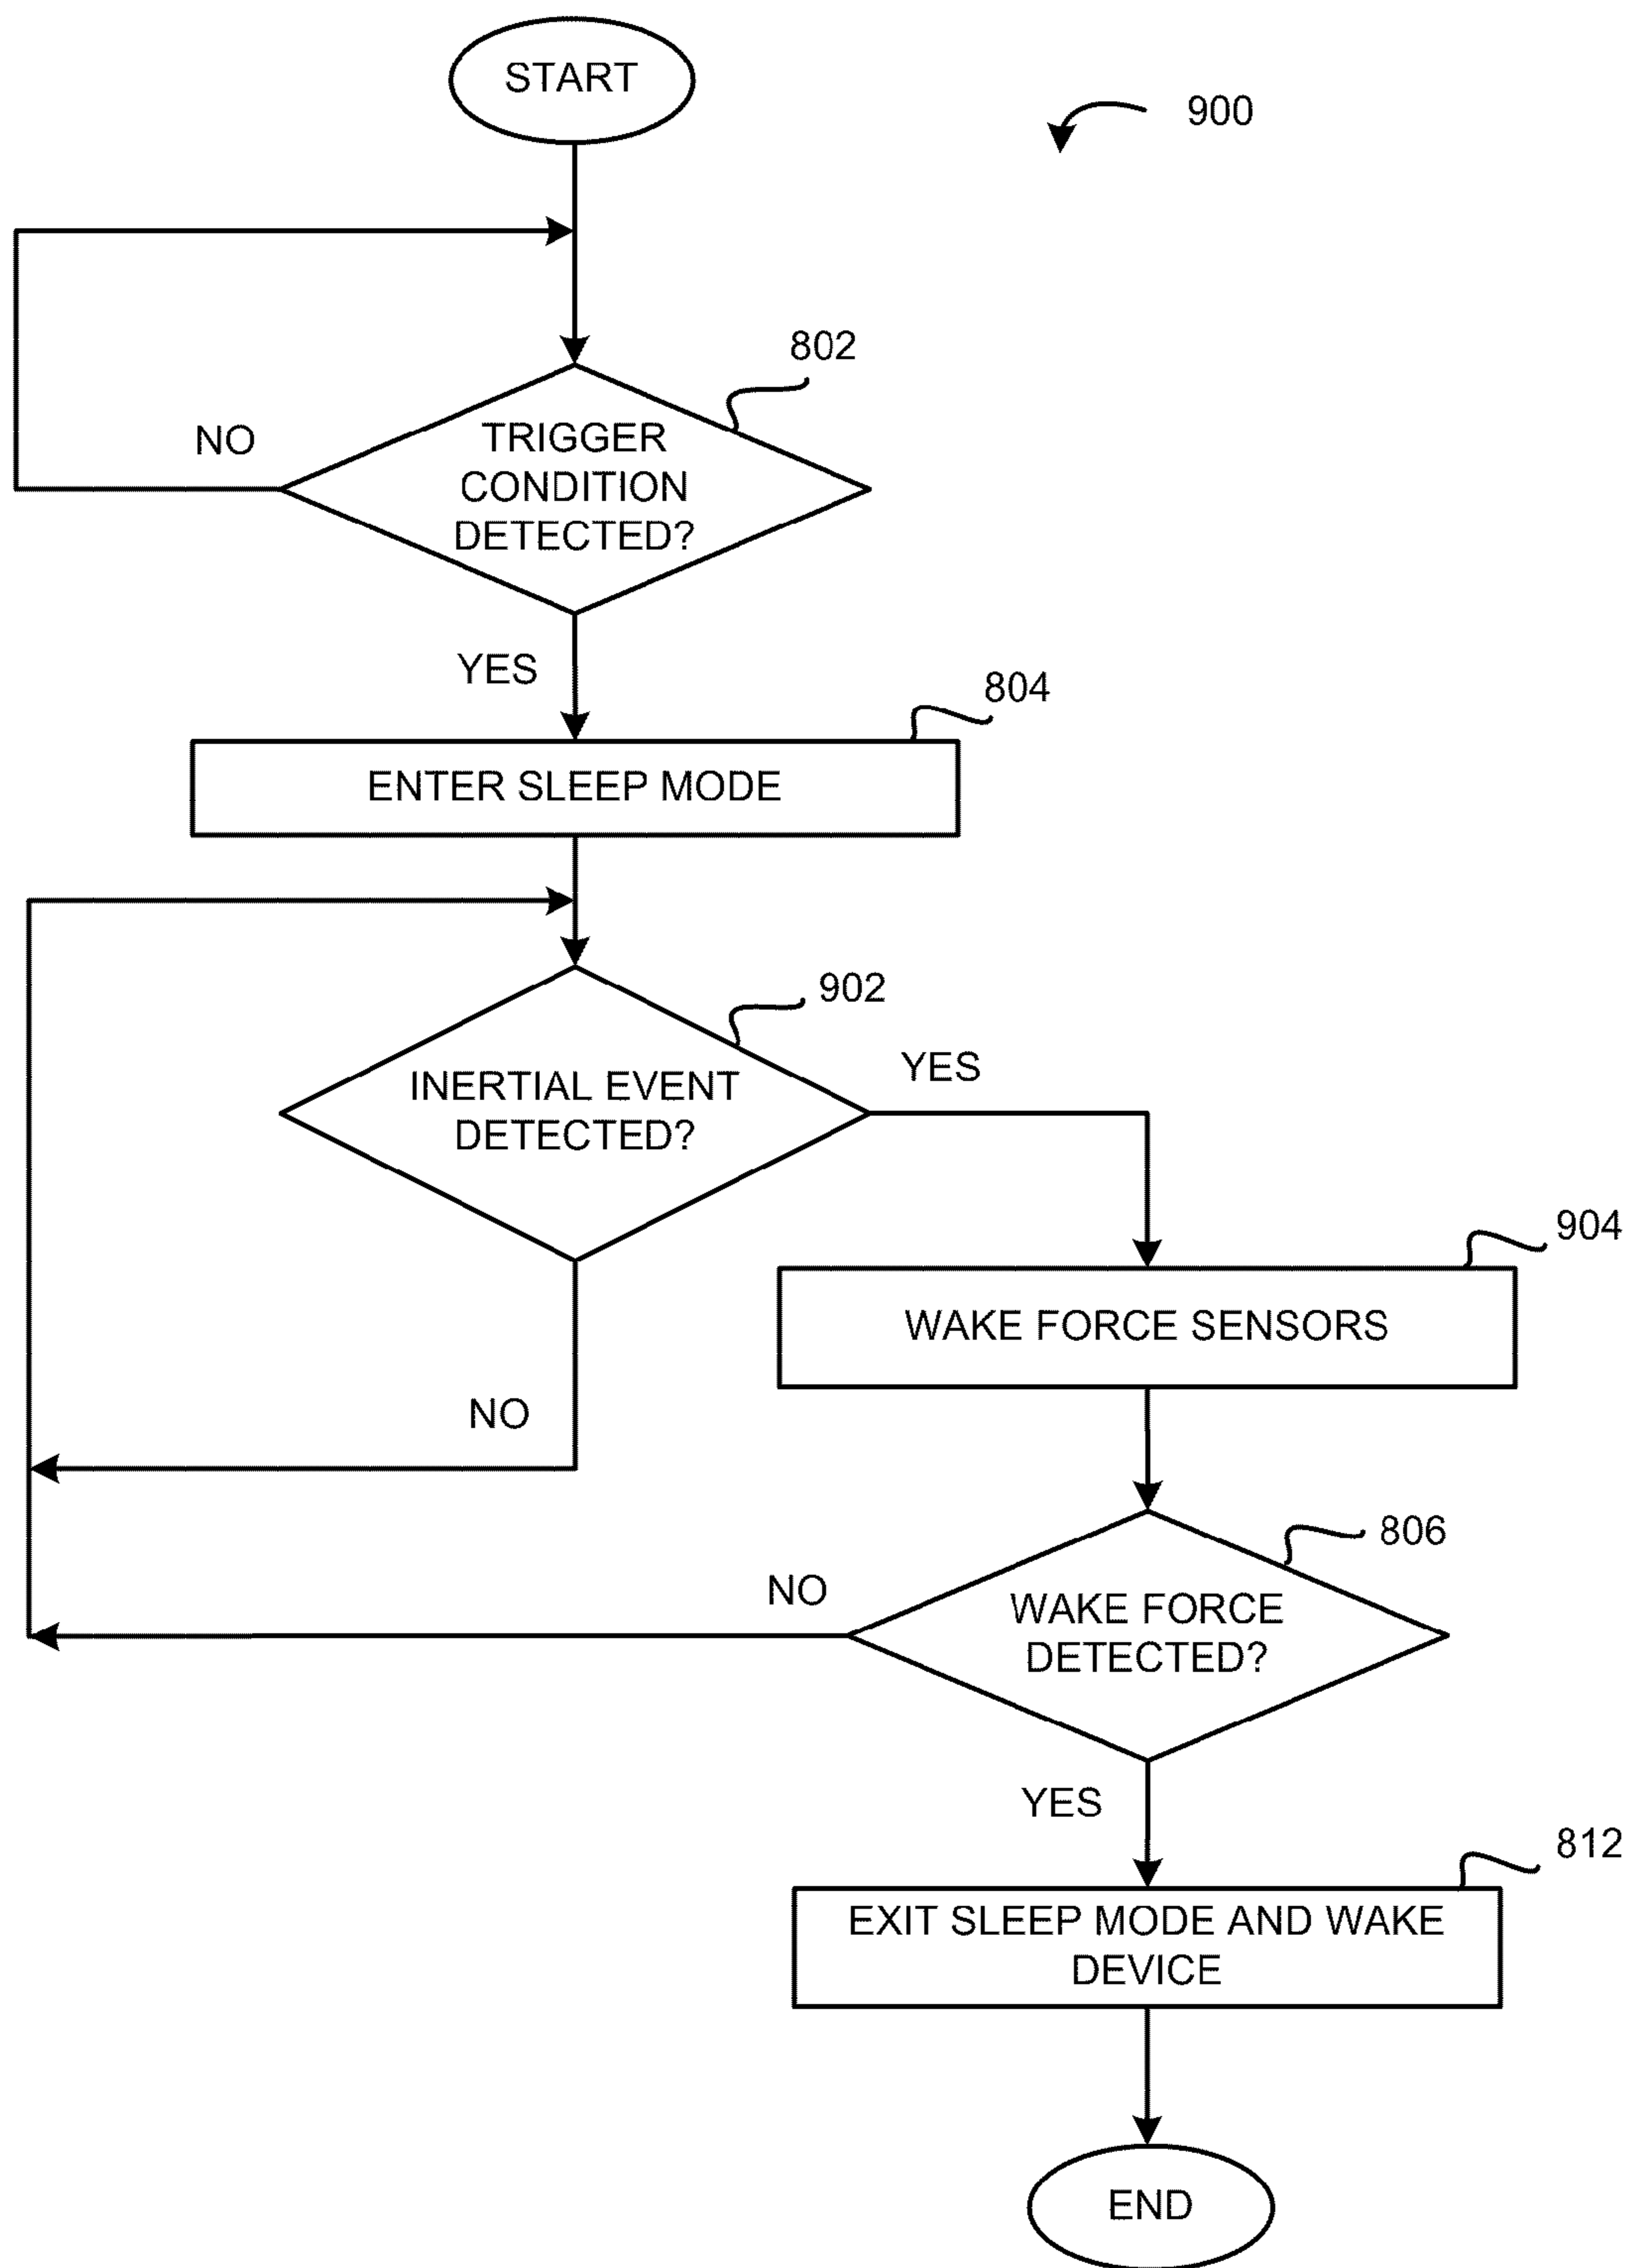 START
900
802
NO
TRIGGER
CONDITION
DETECTED?
YES
804
ENTER SLEEP MODE
902
INERTIAL EVENT
DETECTED?
YES
904
WAKE FORCE SENSORS
NO
806
NO
WAKE FORCE
DETECTED?
YES
812
EXIT SLEEP MODE AND WAKE
DEVICE
END